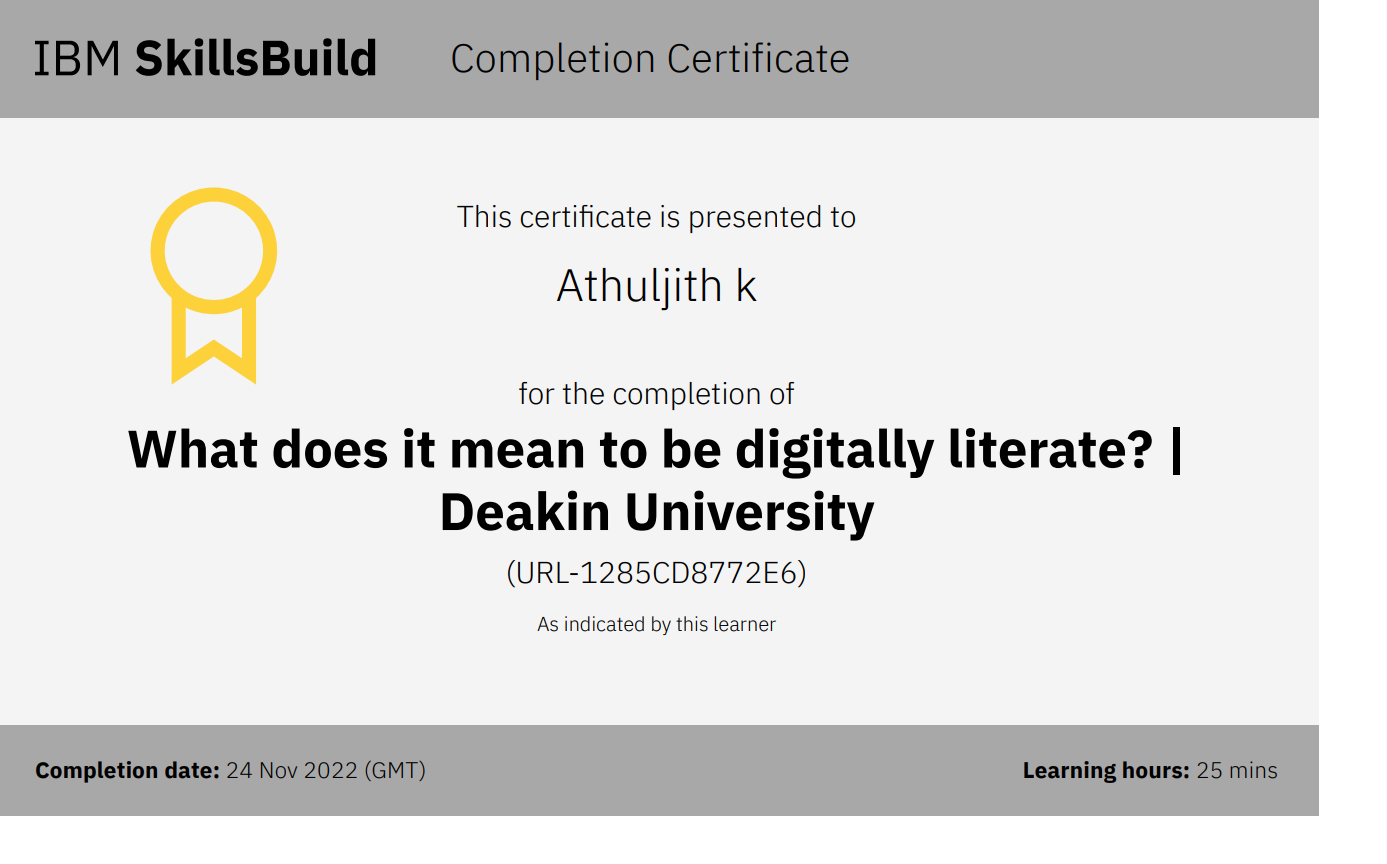 IBM SkillsBuild Completion Certificate
This certificate is presented to
Athuljith k
for the completion of
What does it mean to be digitally literate? |
Deakin University
(URL-1285CD8772E6)
As indicated by this learner
Completion date: 24 Nov 2022 (GMT) Learning hours: 25 mins